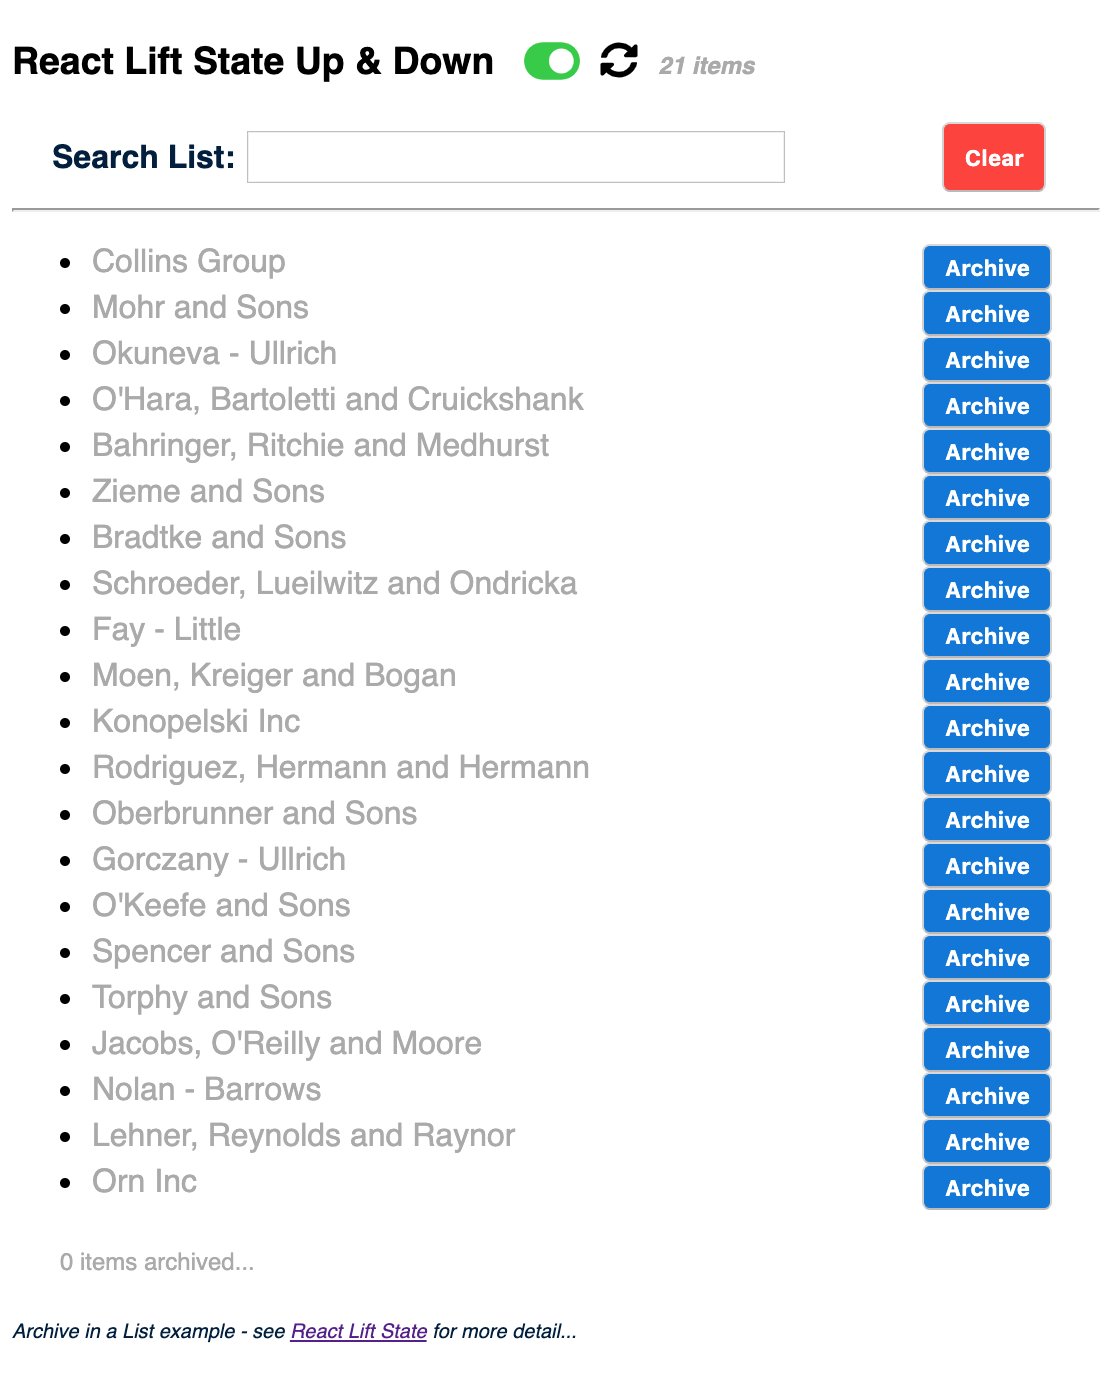 React Lift State Up & Down 21 items
Search List: Clear
Collins Group Archive
Mohr and Sons Archive
Okuneva - Ullrich Archive
O'Hara, Bartoletti and Cruickshank Archive
Bahringer, Ritchie and Medhurst Archive
Zieme and Sons Archive
Bradtke and Sons Archive
Schroeder, Lueilwitz and Ondricka Archive
Fay - Little Archive
Moen, Kreiger and Bogan Archive
Konopelski Inc Archive
Rodriguez, Hermann and Hermann Archive
Oberbrunner and Sons Archive
Gorczany - Ullrich Archive
O'Keefe and Sons Archive
Spencer and Sons Archive
Torphy and Sons Archive
Jacobs, O'Reilly and Moore Archive
Nolan - Barrows Archive
Lehner, Reynolds and Raynor Archive
Orn Inc Archive
0 items archived...
Archive in a List example - see React Lift State for more detail...